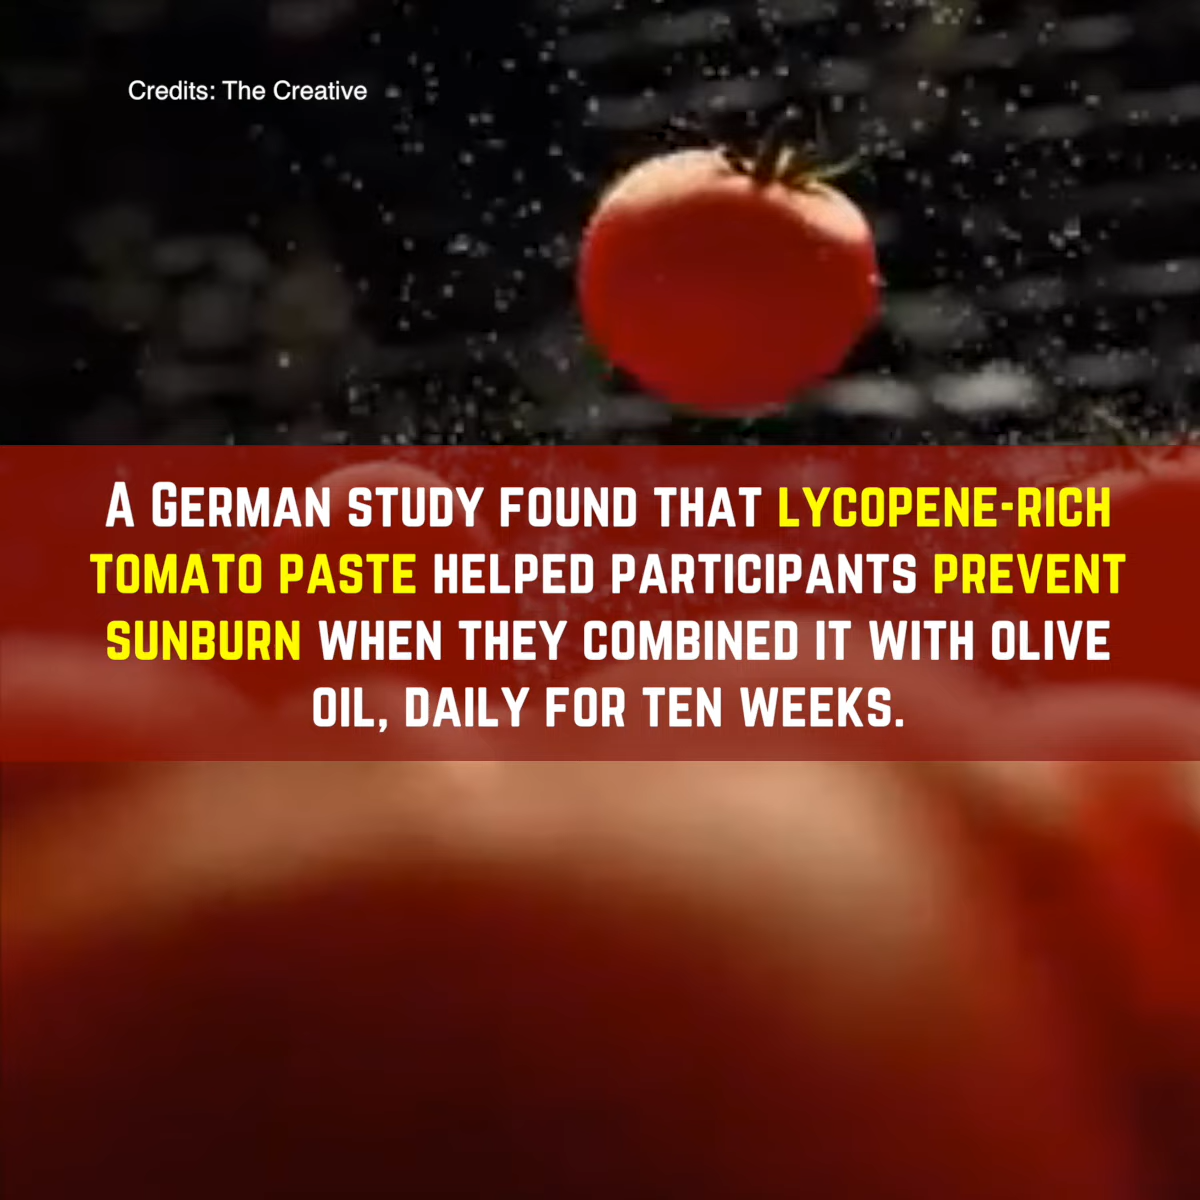 Credits: The Creative
A German study found that lycopene-rich
tomato paste helped participants prevent
sunburn when they combined it with olive
oil, daily for ten weeks.